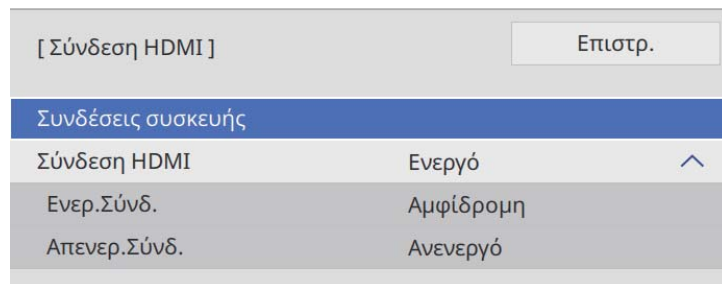 [ Σύνδεση HDMI ] Επιστρ.
Συνδέσεις συσκευής
Σύνδεση HDMI Ενεργό
Ενερ.Σύνδ. Αμφίδρομη
Απενερ.Σύνδ. Ανενεργό